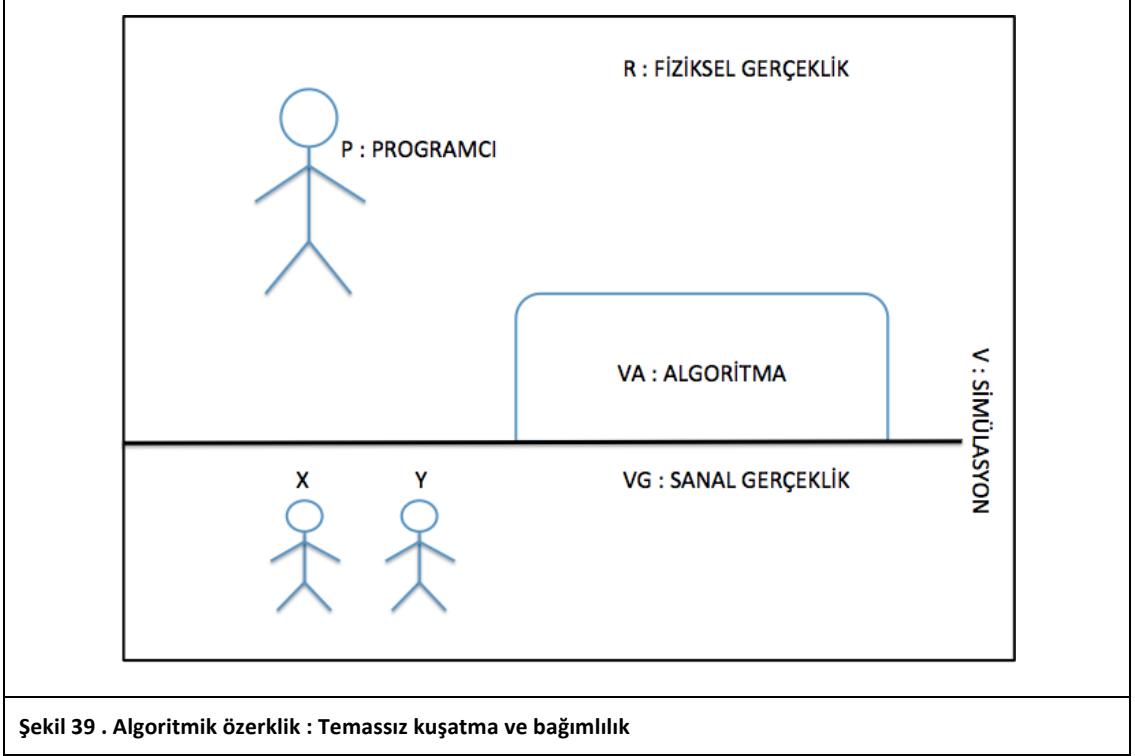 R : FİZİKSEL GERÇEKLİK
P : PROGRAMCI
VA : ALGORİTMA
V : SİMÜLASYON
X
Y
VG : SANAL GERÇEKLİK
Şekil 39 . Algoritmik özerklik : Temassız kuşatma ve bağımlılık